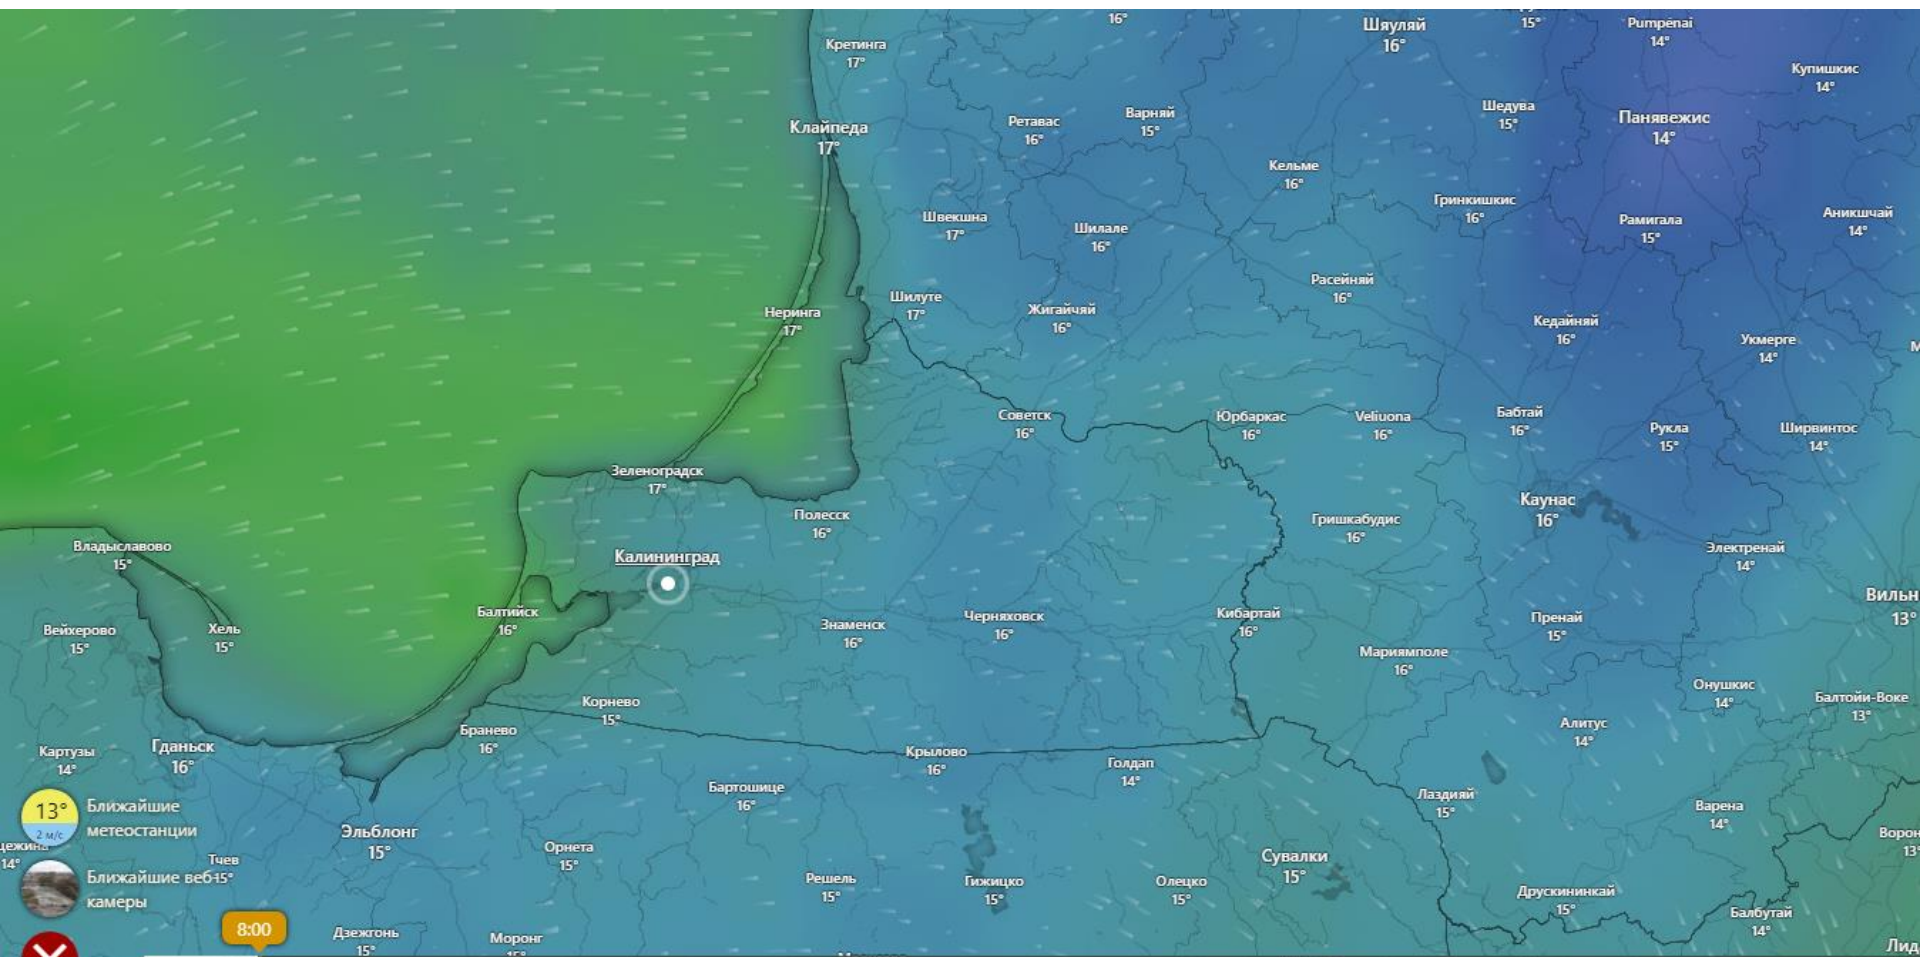 16°
Шяуляй
16°
15°
Pumpėnai
14°
Кретинга
17°
Купишкис
14°
Клайпеда
17°
Ретавас
16°
Варняй
15°
Шедува
15°
Панявежис
14°
Кельме
16°
Гринкишкис
16°
Швекшна
17°
Шилале
16°
Рамигала
15°
Аникшчай
14°
Расейняй
16°
Неринга
17°
Шилуте
17°
Жигайчяй
16°
Кедайняй
16°
Укмерге
14°
Советск
16°
Юрбаркас
16°
Veliuona
16°
Бабтай
16°
Рукла
15°
Ширвинтос
14°
Зеленоградск
17°
Полесск
16°
Каунас
16°
Гришкабудис
16°
Владыславово
15°
Калининград
Электренай
14°
Вильн
13°
Балтийск
16°
Вейхерово
15°
Хель
15°
Знаменск
16°
Черняховск
16°
Кибартай
16°
Пренай
15°
Мариямполе
16°
Онушкис
14°
Балтойи-Воке
13°
Корнево
15°
Бранево
16°
Алитус
14°
Картузы
14°
Гданьск
16°
Крылово
16°
Голдап
14°
Бартошице
16°
Лаздияй
15°
Варена
14°
13°
2 м/с
Ближайшие
метеостанции
Эльблонг
15°
Ворон
13°
14°
Тчев
15°
Орнета
15°
Сувалки
15°
Ближайшие веб-
камеры
Решель
15°
Гижицко
15°
Олецко
15°
Друскининкай
15°
Балбутай
14°
8:00
Дзежгонь
15°
Моронг
15°
Лид